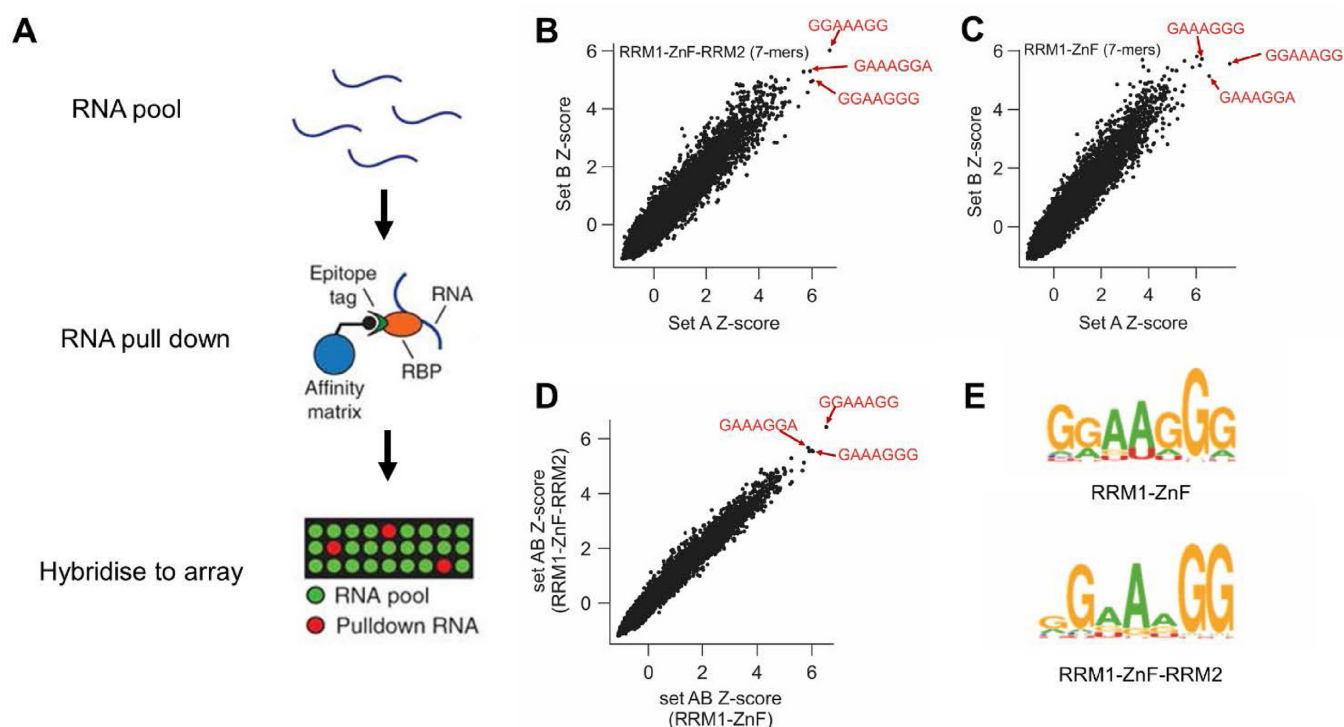 A
RNA pool
RNA pull down
Epitope
tag
RNA
RBP
Affinity
matrix
Hybridise to array
RNA pool
Pulldown RNA
B
RRM1-ZnF-RRM2 (7-mers)
GGAAAGG
GAAAGGA
GGAAGGG
6
4
2
0
Set B Z-score
0 2 4 6
Set A Z-score
C
RRM1-ZnF (7-mers)
GAAAGGG
GGAAAGG
GAAAGGA
6
4
2
0
Set B Z-score
0 2 4 6
Set A Z-score
D
GGAAAGG
GAAAGGA
GAAAGGG
6
4
2
0
set AB Z-score
(RRM1-ZnF-RRM2)
0 2 4 6
set AB Z-score
(RRM1-ZnF)
E
GGAAGGG
RRM1-ZnF
GGAAAGG
RRM1-ZnF-RRM2